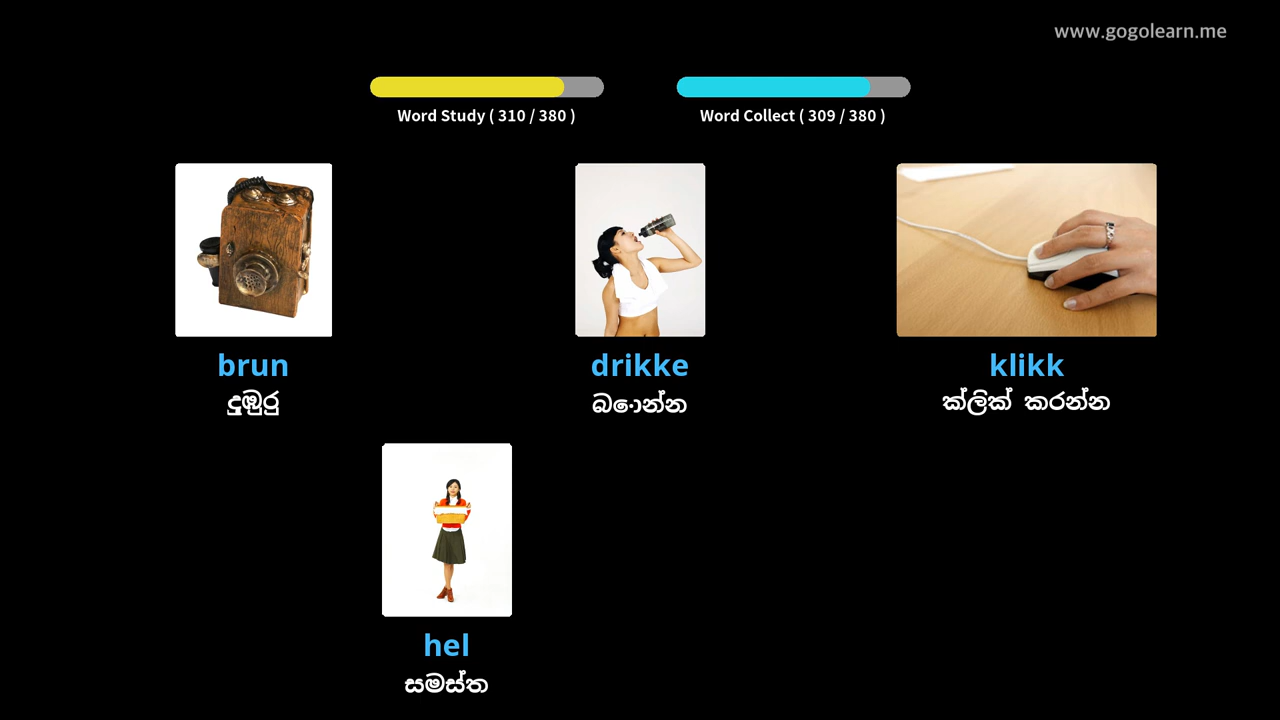 www.gogolearn.me
Word Study ( 310 / 380 )
Word Collect ( 309 / 380 )
brun
drikke
klikk
දුඹුරු
බොන්න
ක්ලික් කරන්න
hel
සමස්ත